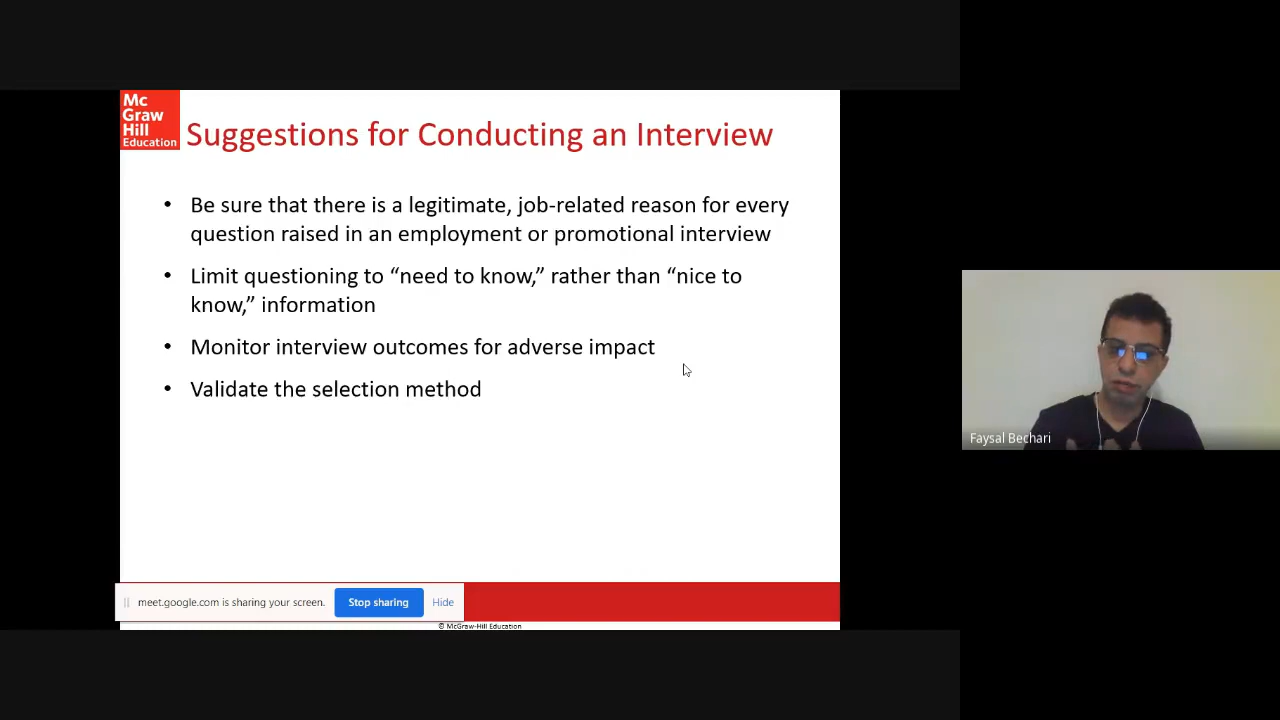 Mc
Graw
Hill
Education
Suggestions for Conducting an Interview
• Be sure that there is a legitimate, job-related reason for every
question raised in an employment or promotional interview
• Limit questioning to “need to know,” rather than “nice to
know,” information
• Monitor interview outcomes for adverse impact
• Validate the selection method
Faysal Bechari
meet.google.com is sharing your screen.
Stop sharing
Hide
© McGraw-Hill Education